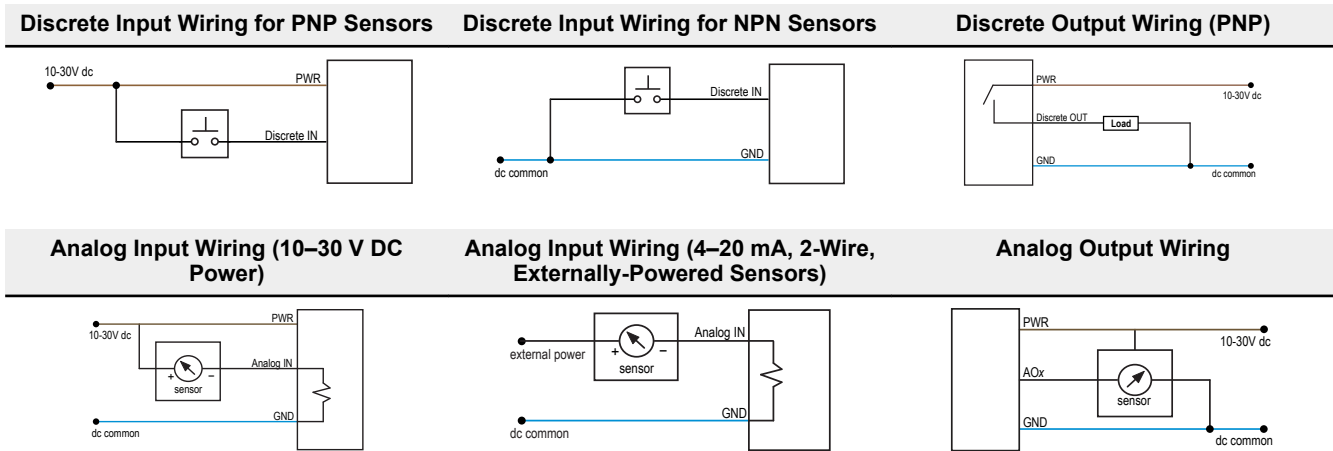 Discrete Input Wiring for PNP Sensors
Discrete Input Wiring for NPN Sensors
Discrete Output Wiring (PNP)
10-30V dc
PWR
Discrete IN
Discrete IN
GND
dc common
PWR
10-30V dc
Discrete OUT
Load
GND
dc common
Analog Input Wiring (10–30 V DC
Power)
Analog Input Wiring (4–20 mA, 2-Wire,
Externally-Powered Sensors)
Analog Output Wiring
PWR
10-30V dc
Analog IN
+
–
sensor
GND
dc common
Analog IN
external power
+
–
sensor
GND
dc common
PWR
10-30V dc
AOx
sensor
GND
dc common